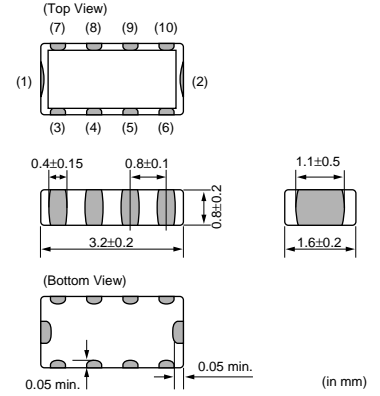 (Top View)
(7) (8) (9) (10)
(1) (2)
(3) (4) (5) (6)
0.4±0.15 0.8±0.1 1.1±0.5
0.8±0.2
3.2±0.2 1.6±0.2
(Bottom View)
0.05 min.
0.05 min.
(in mm)